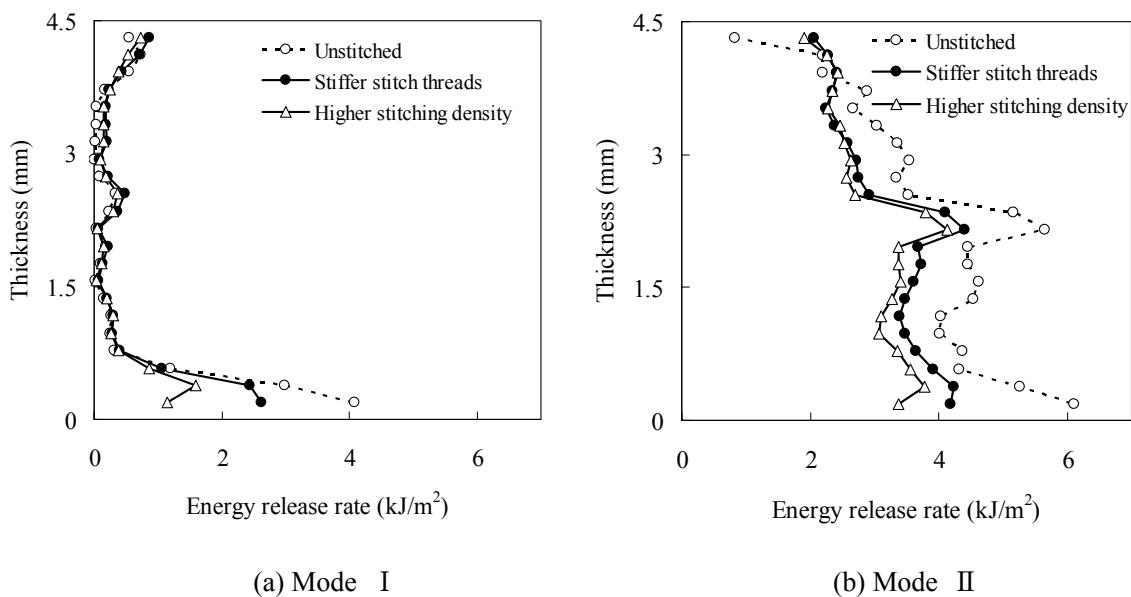 4.5
3
1.5
0
Thickness (mm)
Unstitched
Stiffer stitch threads
Higher stitching density
0 2 4 6
Energy release rate (kJ/m²)
(a) Mode Ⅰ
4.5
3
1.5
0
Thickness (mm)
Unstitched
Stiffer stitch threads
Higher stitching density
0 2 4 6
Energy release rate (kJ/m²)
(b) Mode Ⅱ